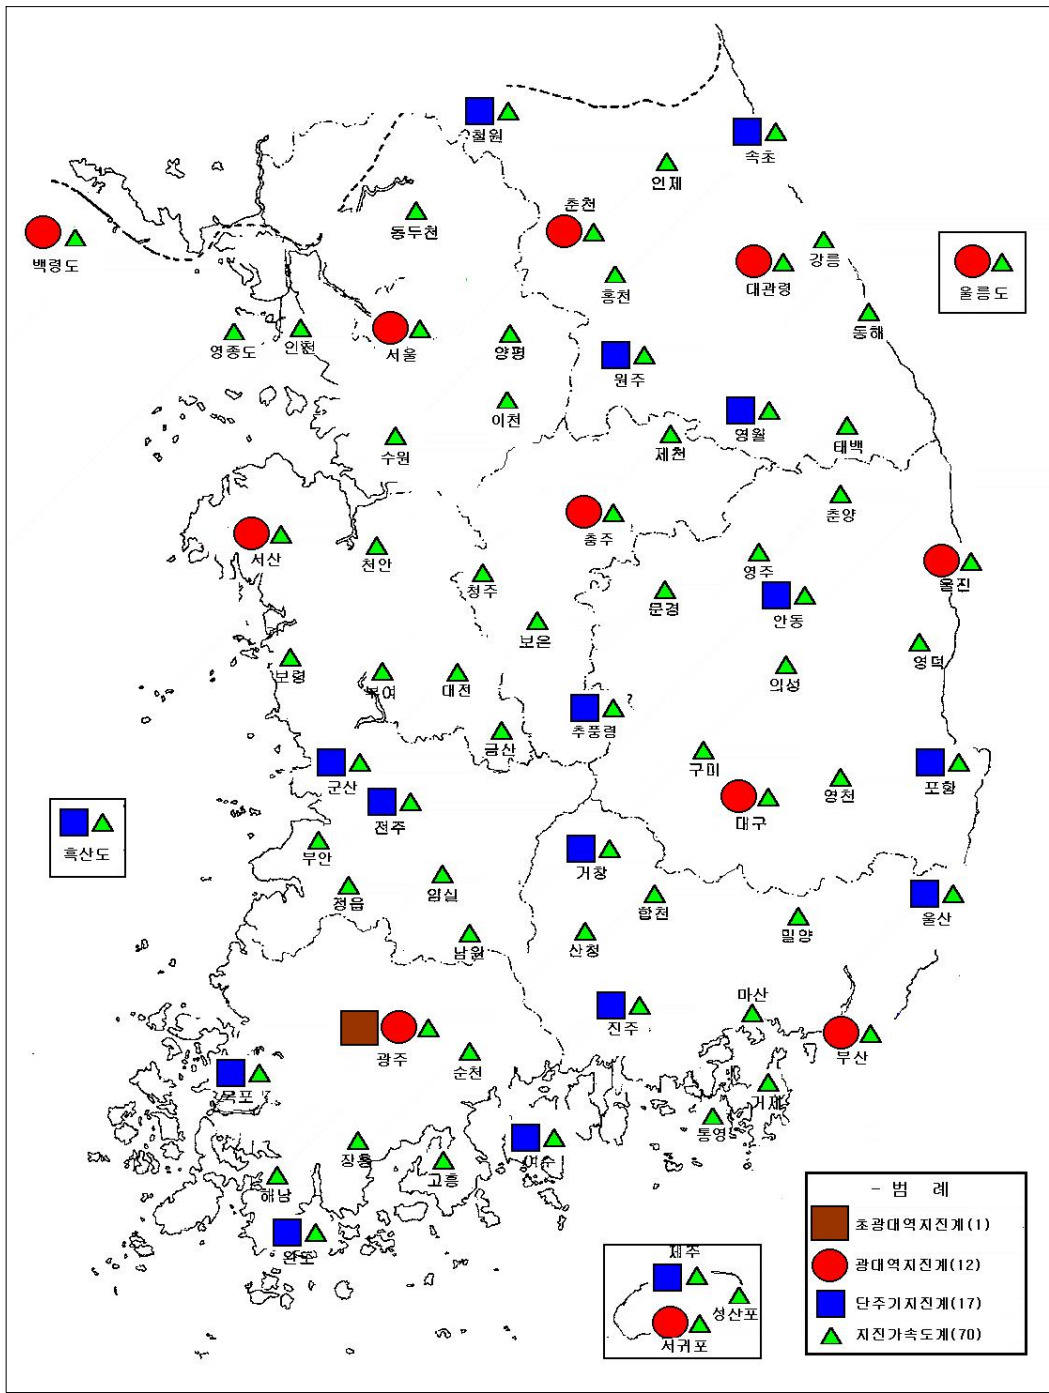 철원
속초
인제
춘천
동두천
강릉
백령도
대관령
울릉도
홍천
동해
영종도
인천
서울
양평
원주
이천
영월
태백
수원
제천
춘양
충주
서산
천안
영주
청주
울진
문경
안동
보은
영덕
보령
부여
대전
의성
추풍령
금산
구미
군산
포항
영천
전주
대구
흑산도
부안
거창
정읍
임실
합천
울산
밀양
남원
산청
마산
진주
부산
광주
순천
목포
거제
통영
장흥
여수
고흥
해남
완도
제주
성산포
서귀포
- 범 례
초광대역지진계(1)
광대역지진계(12)
단주기지진계(17)
지진가속도계(70)